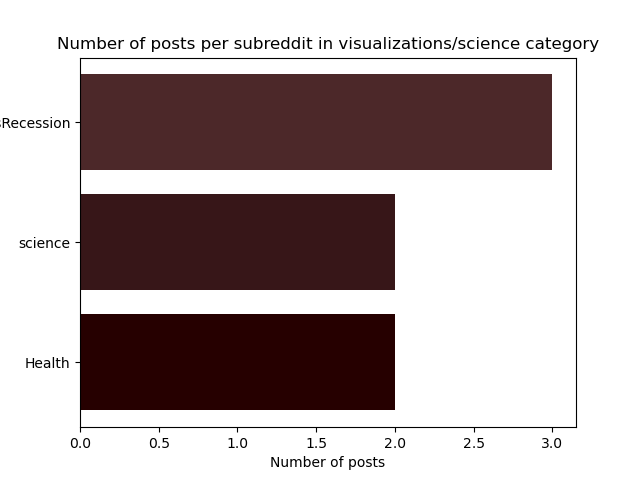 Number of posts per subreddit in visualizations/science category
sRecession
science
Health
0.0 0.5 1.0 1.5 2.0 2.5 3.0
Number of posts